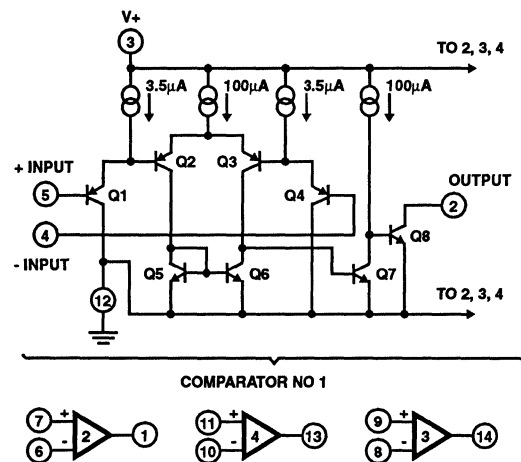 V+
3
TO 2, 3, 4
3.5µA 100µA 3.5µA 100µA
Q2 Q3
+ INPUT
5
Q1
Q4
OUTPUT
2
4
Q8
- INPUT
Q5 Q6 Q7
12
TO 2, 3, 4
COMPARATOR NO 1
7 + 2 1
6 -
11 + 4 13
10 -
9 + 3 14
8 -